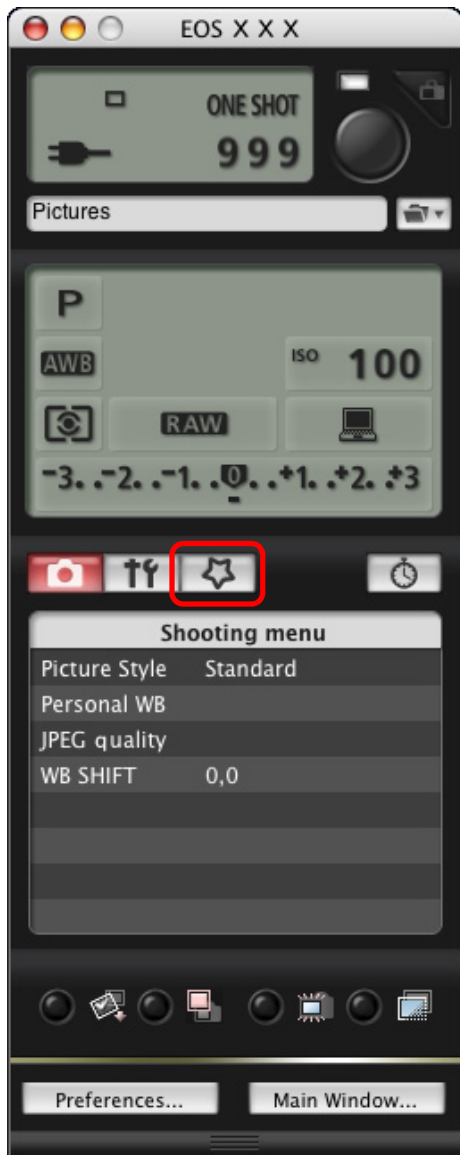 EOS X X X
ONE SHOT
999
Pictures
P
AWB
ISO 100
RAW
-3. .-2. .-1. .0. .+1. .+2. .+3
Shooting menu
Picture Style Standard
Personal WB
JPEG quality
WB SHIFT 0,0
Preferences... Main Window...